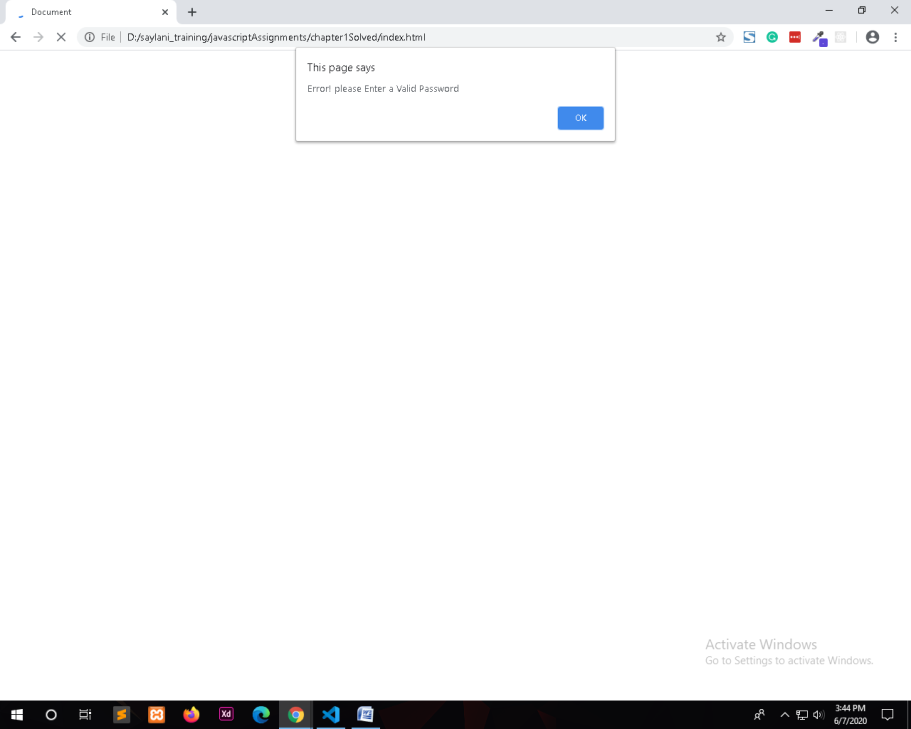 Document
File
D:/saylani_training/javascriptAssignments/chapter1Solved/index.html
This page says
Error! please Enter a Valid Password
OK
Activate Windows
Go to Settings to activate Windows.
Xd
3:44 PM
6/7/2020